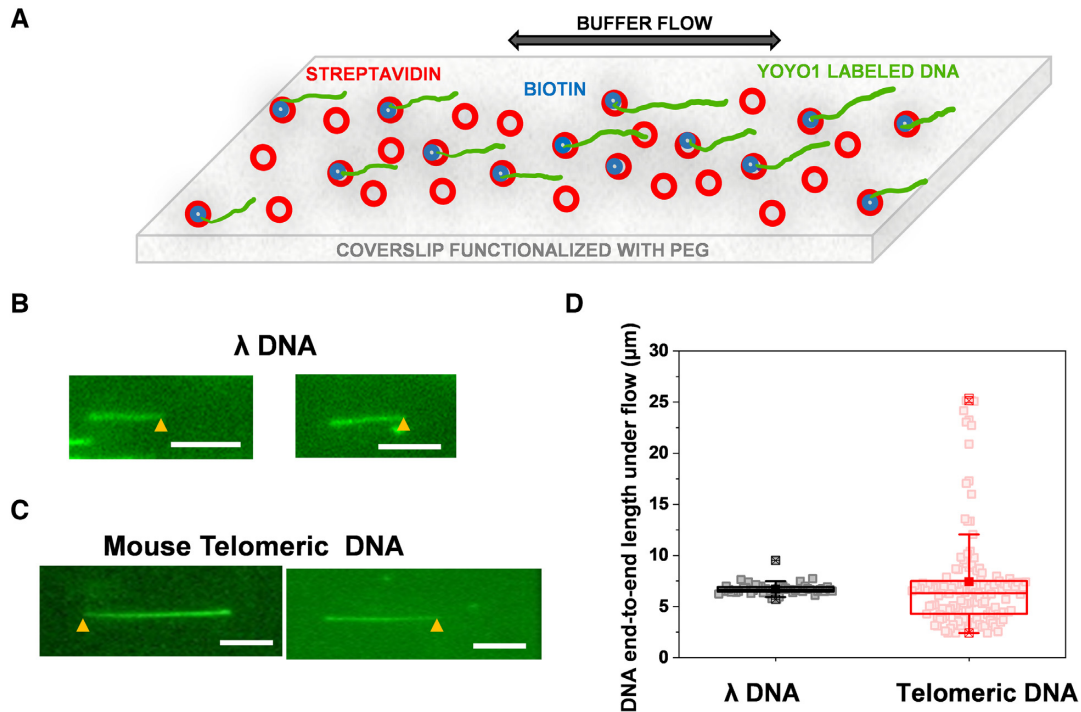 A
BUFFER FLOW
STREPTAVIDIN
BIOTIN
YOYO1 LABELED DNA
COVERSLIP FUNCTIONALIZED WITH PEG
B
λ DNA
C
Mouse Telomeric DNA
D
DNA end-to-end length under flow (µm)
30
25
20
15
10
5
0
λ DNA
Telomeric DNA